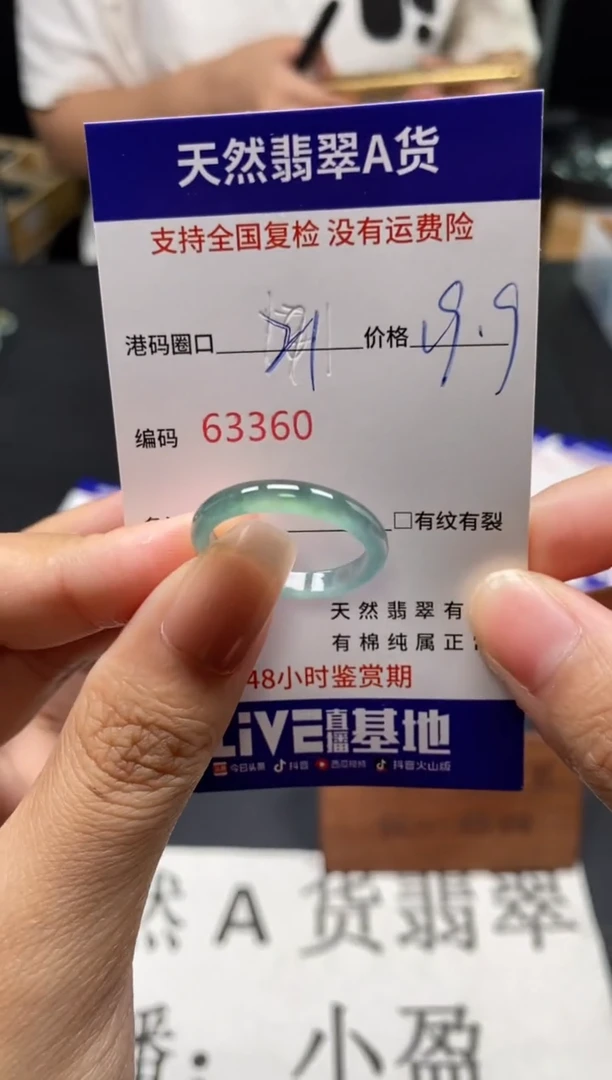 天然翡翠A货
支持全国复检 没有运费险
港码圈口 价格 9.9
编码 63360
□有纹有裂
天然翡翠有
有棉纯属正
48小时鉴赏期
LiVE直播基地
今日头条 抖音 西瓜视频 抖音火山版
然A货翡翠
播：小盈